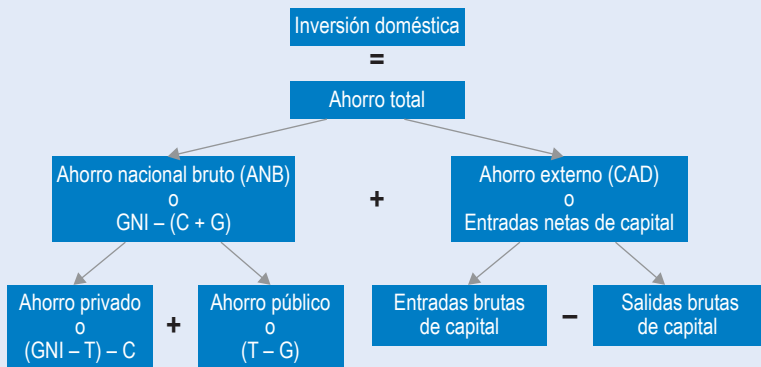 Inversión doméstica
=
Ahorro total
Ahorro nacional bruto (ANB)
o
GNI – (C + G)
+
Ahorro externo (CAD)
o
Entradas netas de capital
Ahorro privado
o
(GNI – T) – C
+
Ahorro público
o
(T – G)
Entradas brutas
de capital
–
Salidas brutas
de capital